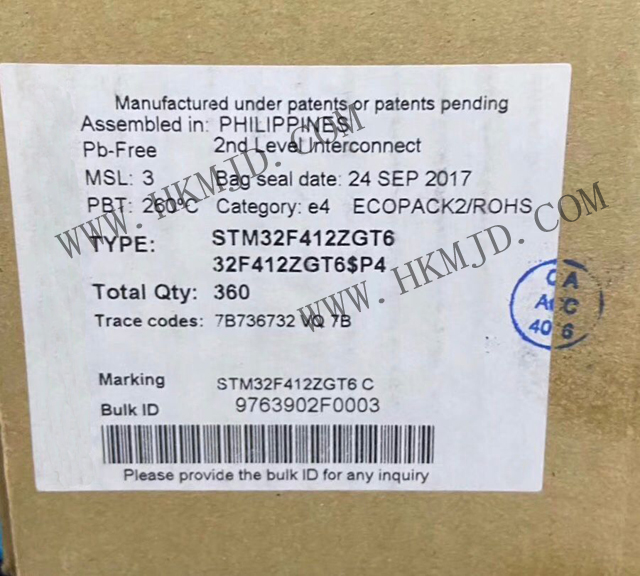 Manufactured under patents or patents pending
Assembled in: PHILIPPINES
Pb-Free 2nd Level Interconnect
MSL: 3 Bag seal date: 24 SEP 2017
PBT: 260°C Category: e4 ECOPACK2/ROHS
TYPE: STM32F412ZGT6
32F412ZGT6$P4
Total Qty: 360
Trace codes: 7B736732 VQ 7B
Marking STM32F412ZGT6 C
Bulk ID 9763902F0003
Please provide the bulk ID for any inquiry
WWW.HKMJD.COM
WWW.HKMJD.COM